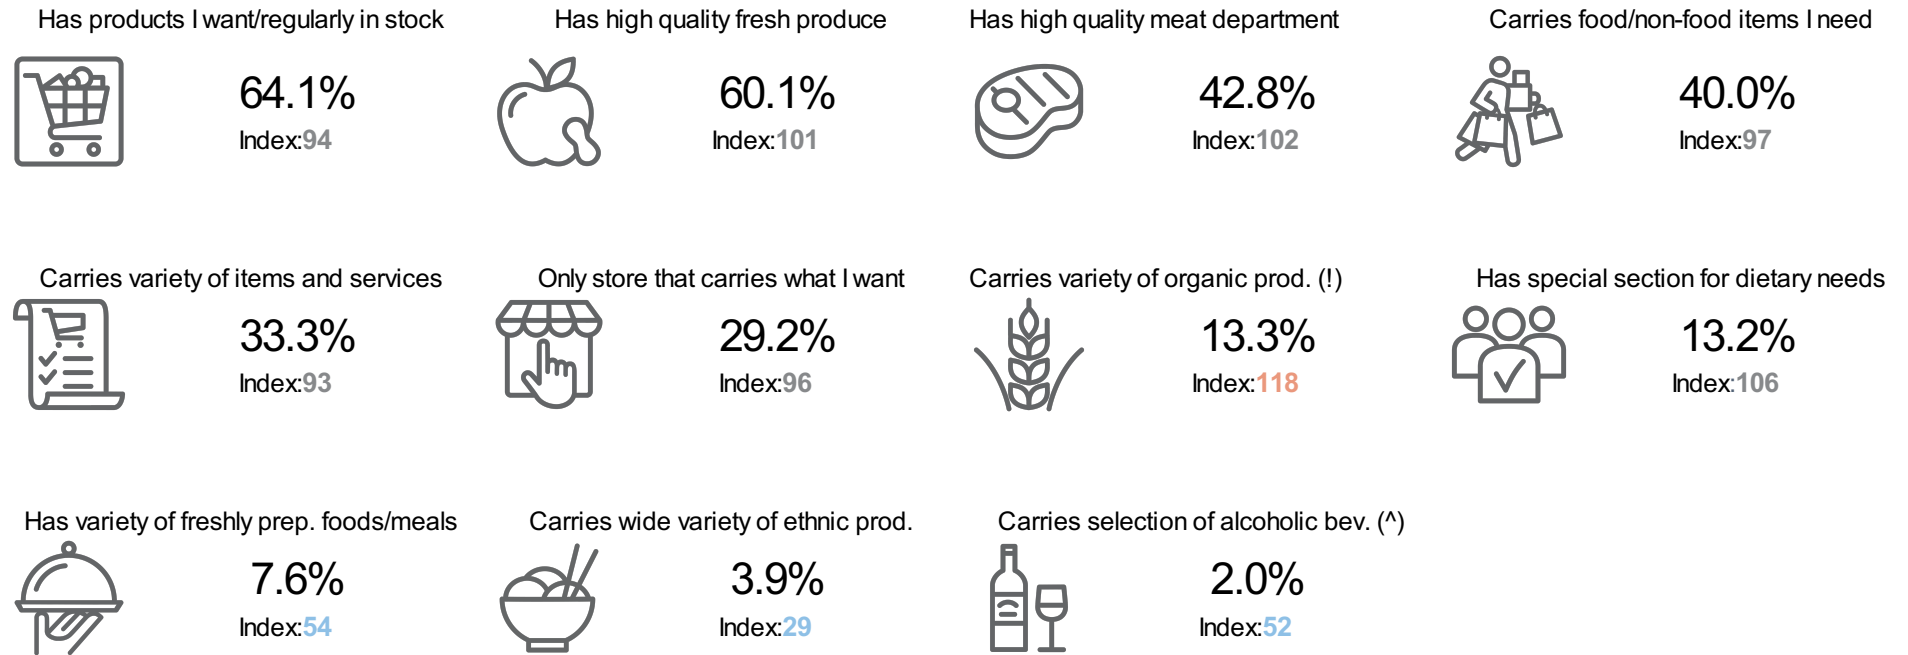 Has products I want/regularly in stock
64.1%
Index:94
Has high quality fresh produce
60.1%
Index:101
Has high quality meat department
42.8%
Index:102
Carries food/non-food items I need
40.0%
Index:97
Carries variety of items and services
33.3%
Index:93
Only store that carries what I want
29.2%
Index:96
Carries variety of organic prod. (!)
13.3%
Index:118
Has special section for dietary needs
13.2%
Index:106
Has variety of freshly prep. foods/meals
7.6%
Index:54
Carries wide variety of ethnic prod.
3.9%
Index:29
Carries selection of alcoholic bev. (^)
2.0%
Index:52